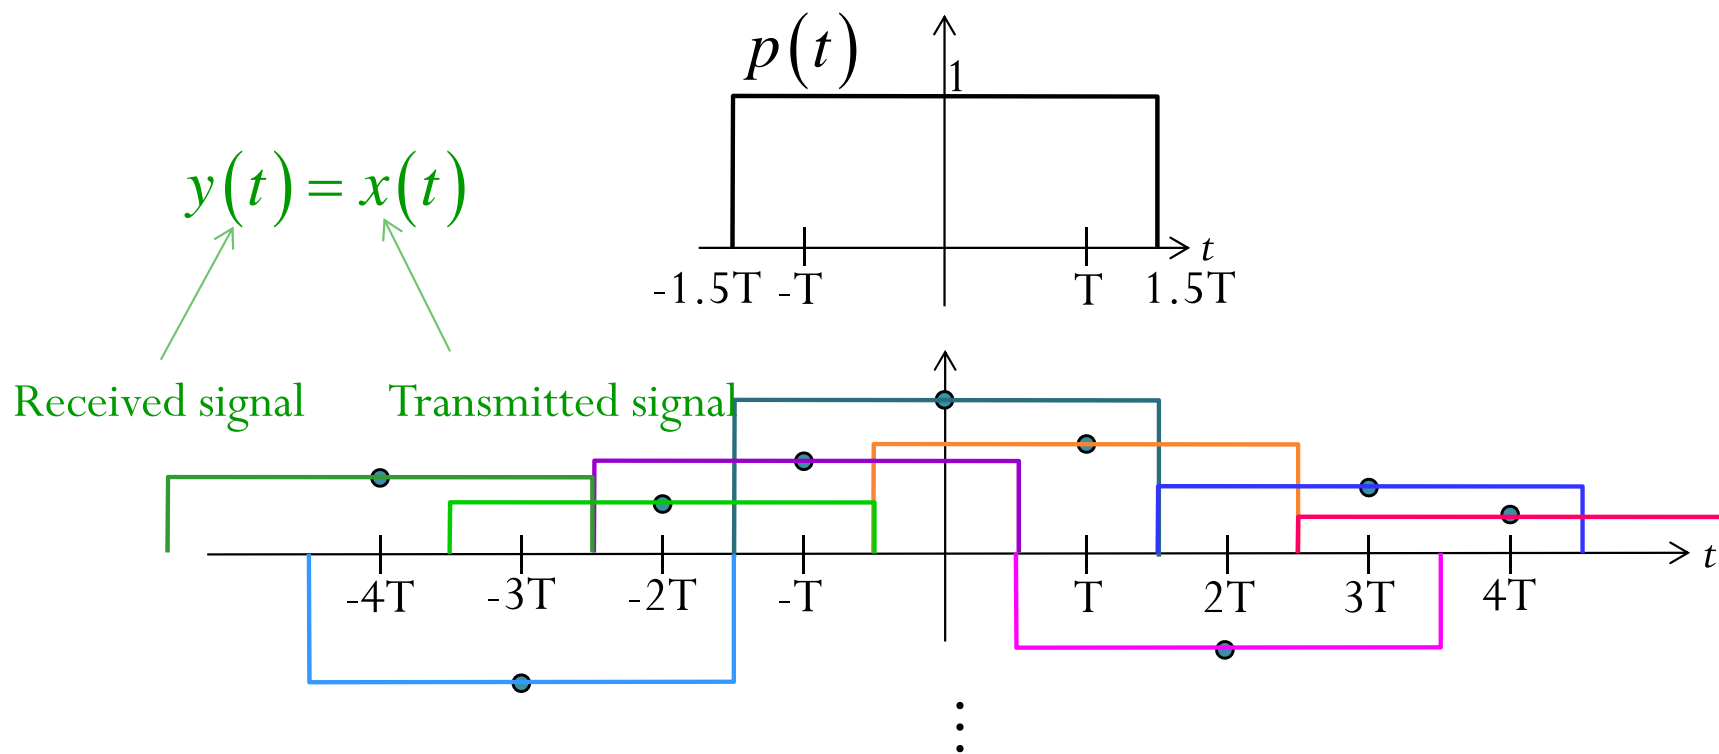 p(t)
1
y(t) = x(t)
t
-1.5T -T T 1.5T
Received signal Transmitted signal
t
-4T -3T -2T -T T 2T 3T 4T